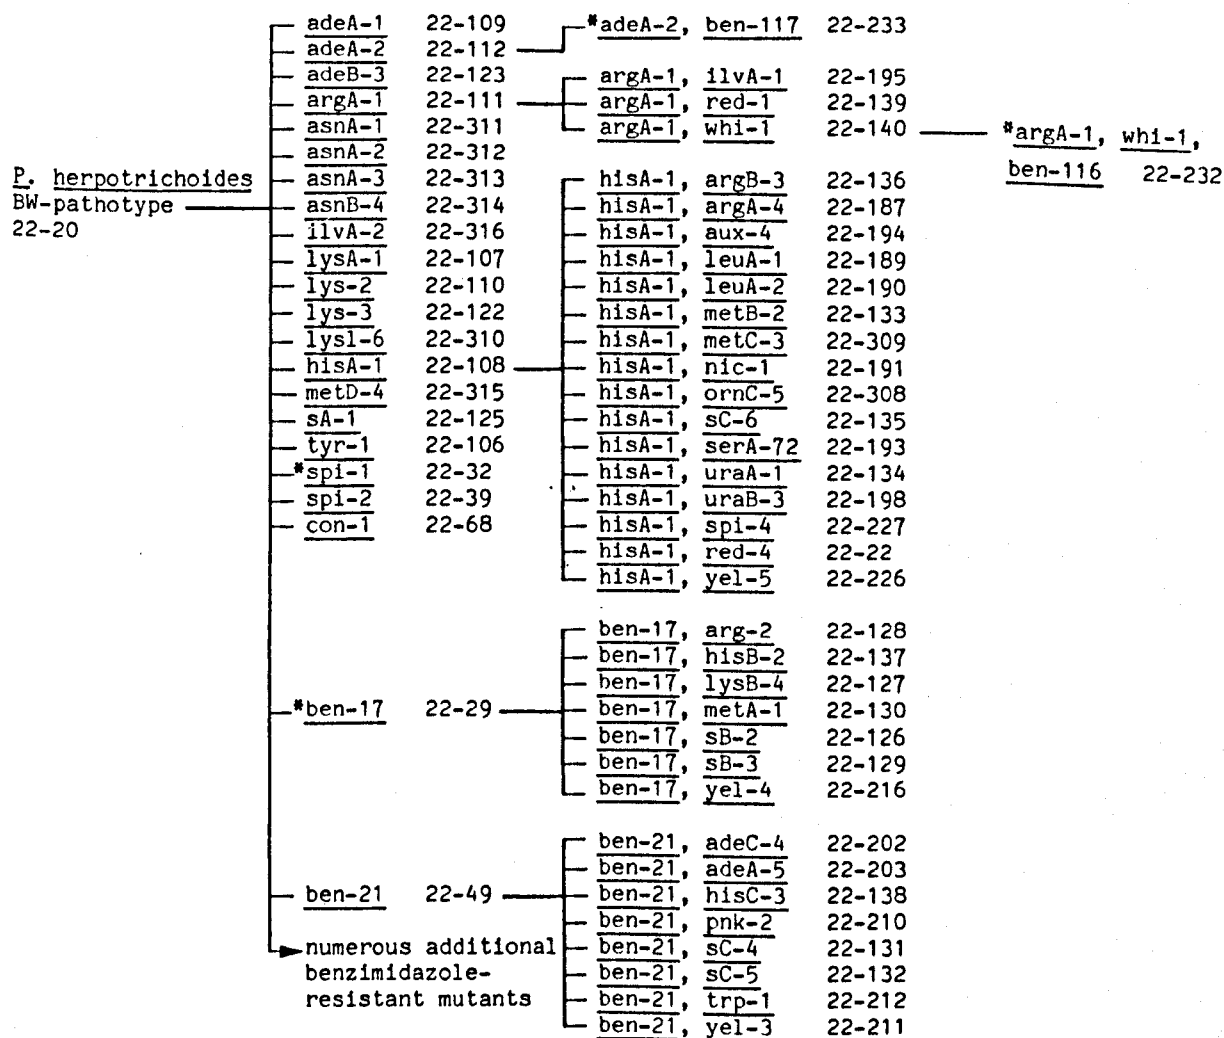 adeA-1 22-109 *adeA-2, ben-117 22-233
adeA-2 22-112
adeB-3 22-123 argA-1, ilvA-1 22-195
argA-1 22-111 argA-1, red-1 22-139
asnA-1 22-311 argA-1, whi-1 22-140 *argA-1, whi-1,
asnA-2 22-312 ben-116 22-232
P. herpotrichoides asnA-3 22-313 hisA-1, argB-3 22-136
BW-pathotype asnB-4 22-314 hisA-1, argA-4 22-187
22-20 ilvA-2 22-316 hisA-1, aux-4 22-194
lysA-1 22-107 hisA-1, leuA-1 22-189
lys-2 22-110 hisA-1, leuA-2 22-190
lys-3 22-122 hisA-1, metB-2 22-133
lysl-6 22-310 hisA-1, metC-3 22-309
hisA-1 22-108 hisA-1, nic-1 22-191
metD-4 22-315 hisA-1, ornC-5 22-308
sA-1 22-125 hisA-1, sC-6 22-135
tyr-1 22-106 hisA-1, serA-72 22-193
*spi-1 22-32 hisA-1, uraA-1 22-134
spi-2 22-39 hisA-1, uraB-3 22-198
con-1 22-68 hisA-1, spi-4 22-227
hisA-1, red-4 22-22
hisA-1, yel-5 22-226
ben-17, arg-2 22-128
ben-17, hisB-2 22-137
ben-17, lysB-4 22-127
*ben-17 22-29 ben-17, metA-1 22-130
ben-17, sB-2 22-126
ben-17, sB-3 22-129
ben-17, yel-4 22-216
ben-21, adeC-4 22-202
ben-21, adeA-5 22-203
ben-21 22-49 ben-21, hisC-3 22-138
ben-21, pnk-2 22-210
numerous additional ben-21, sC-4 22-131
benzimidazole- ben-21, sC-5 22-132
resistant mutants ben-21, trp-1 22-212
ben-21, yel-3 22-211